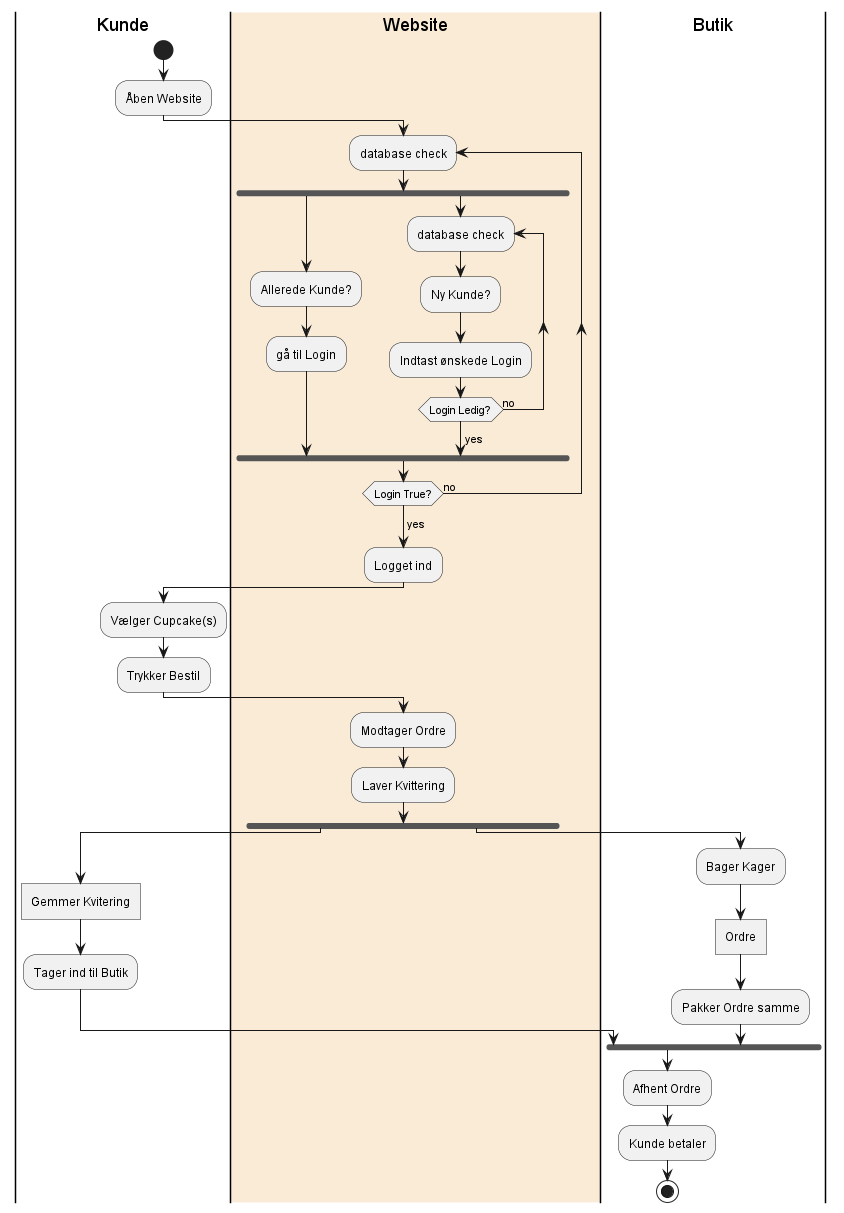 Kunde
Website
Butik
Åben Website
database check
database check
Allerede Kunde?
Ny Kunde?
gå til Login
Indtast ønskede Login
Login Ledig?
no
yes
Login True?
no
yes
Logget ind
Vælger Cupcake(s)
Trykker Bestil
Modtager Ordre
Laver Kvittering
Bager Kager
Gemmer Kvitering
Ordre
Tager ind til Butik
Pakker Ordre samme
Afhent Ordre
Kunde betaler